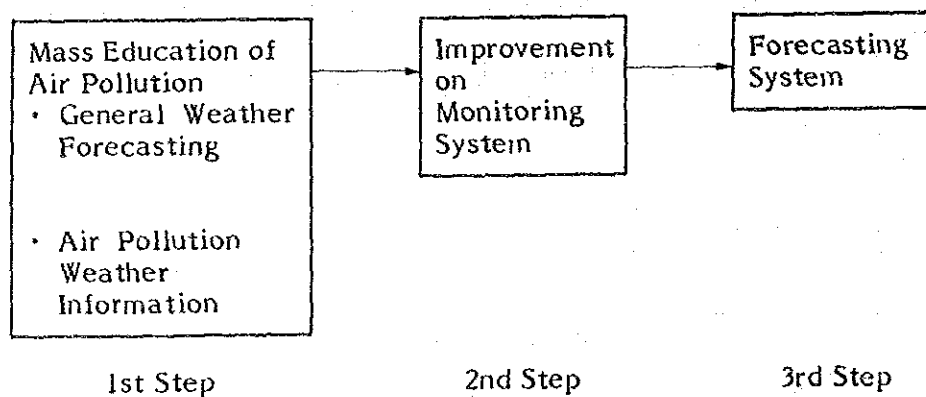 Mass Education of
Air Pollution
· General Weather
Forecasting
· Air Pollution
Weather
Information
Improvement
on
Monitoring
System
Forecasting
System
1st Step
2nd Step
3rd Step